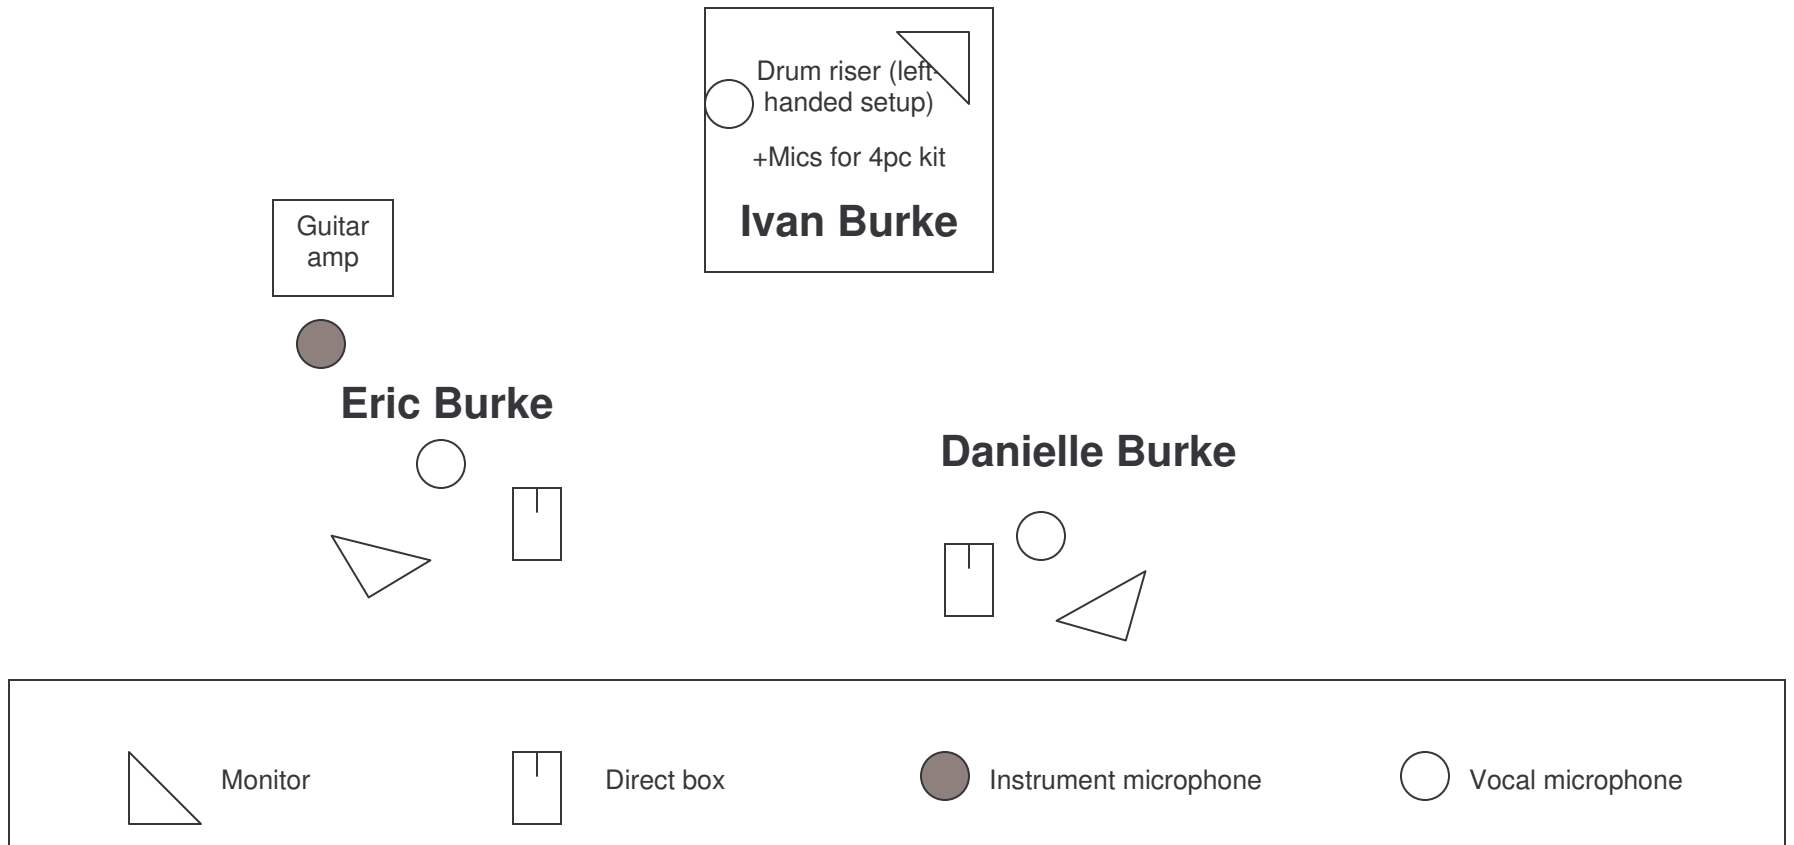 Drum riser (left-
handed setup)
+Mics for 4pc kit
Ivan Burke
Guitar
amp
Eric Burke
Danielle Burke
Monitor
Direct box
Instrument microphone
Vocal microphone